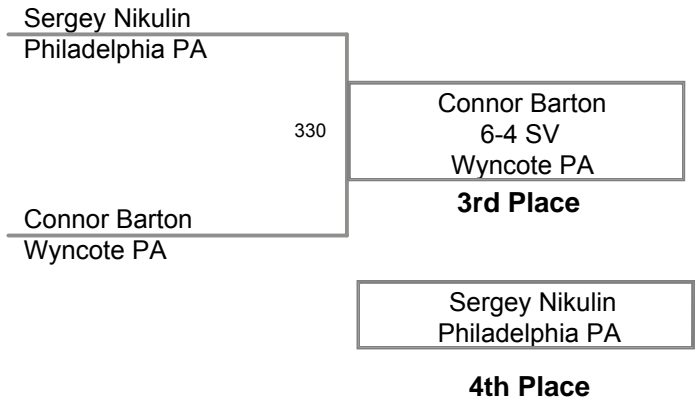 Sergey Nikulin
Philadelphia PA
330
Connor Barton
6-4 SV
Wyncote PA
3rd Place
Connor Barton
Wyncote PA
Sergey Nikulin
Philadelphia PA
4th Place